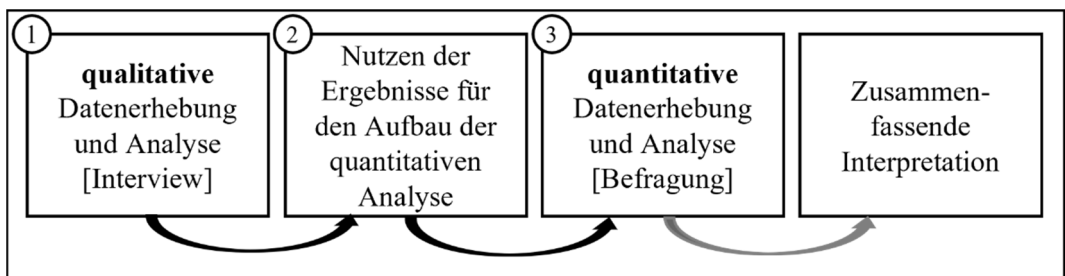 1
qualitative
Datenerhebung
und Analyse
[Interview]
2
Nutzen der
Ergebnisse für
den Aufbau der
quantitativen
Analyse
3
quantitative
Datenerhebung
und Analyse
[Befragung]
Zusammen-
fassende
Interpretation